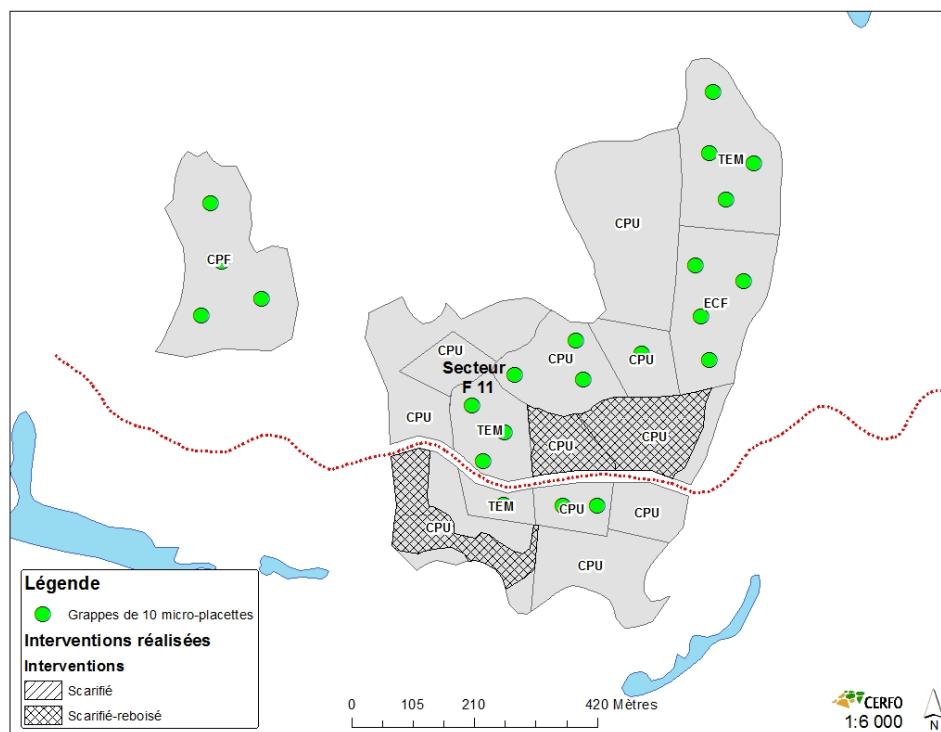 TEM
CPU
CPF
ECF
CPU
CPU
CPU
Secteur
F 11
CPU
TEM
CPU
CPU
TEM
CPU
CPU
CPU
CPU
Légende
Grappes de 10 micro-placettes
Interventions réalisées
Interventions
Scarifié
Scarifié-reboisé
0 105 210 420 Mètres
CERFO
1:6 000
N